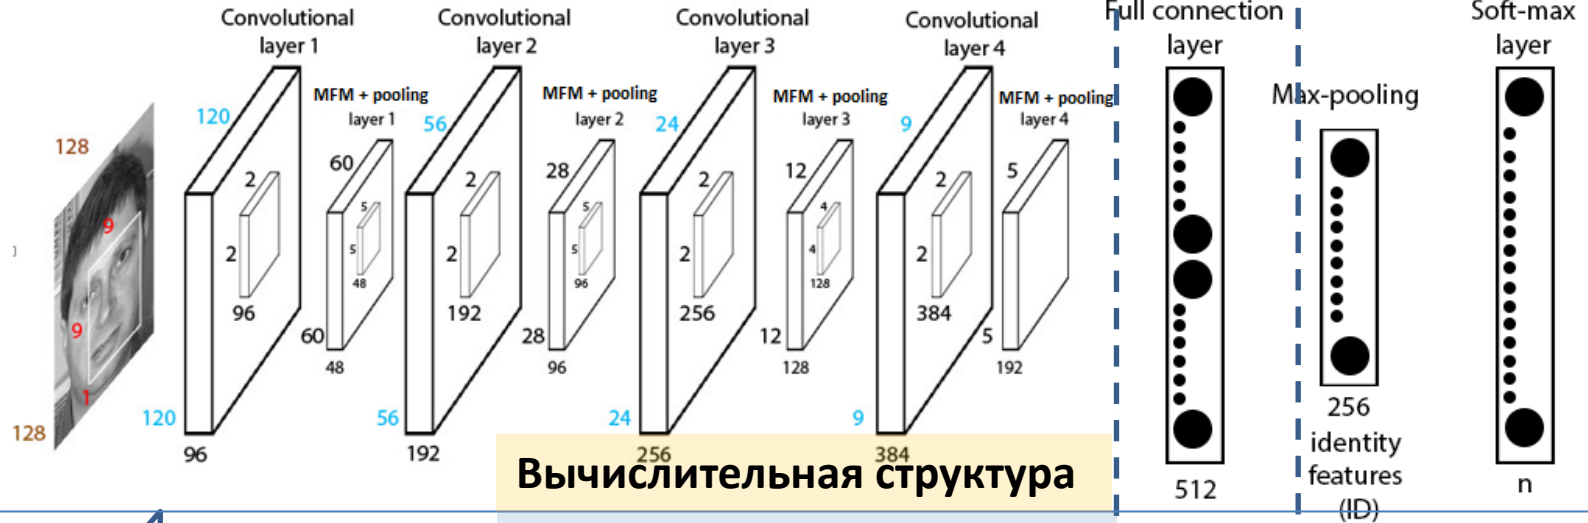 Convolutional
layer 1
Convolutional
layer 2
Convolutional
layer 3
Convolutional
layer 4
Full connection
layer
Soft-max
layer
MFM + pooling
layer 1
MFM + pooling
layer 2
MFM + pooling
layer 3
MFM + pooling
layer 4
Max-pooling
128
9
9
1
128
120
2
2
96
120
96
60
5
5
48
60
48
56
2
2
192
56
192
28
5
5
96
28
96
24
2
2
256
24
256
12
4
4
128
12
128
9
2
2
384
9
384
5
5
192
512
256
identity
features
(ID)
n
Вычислительная структура